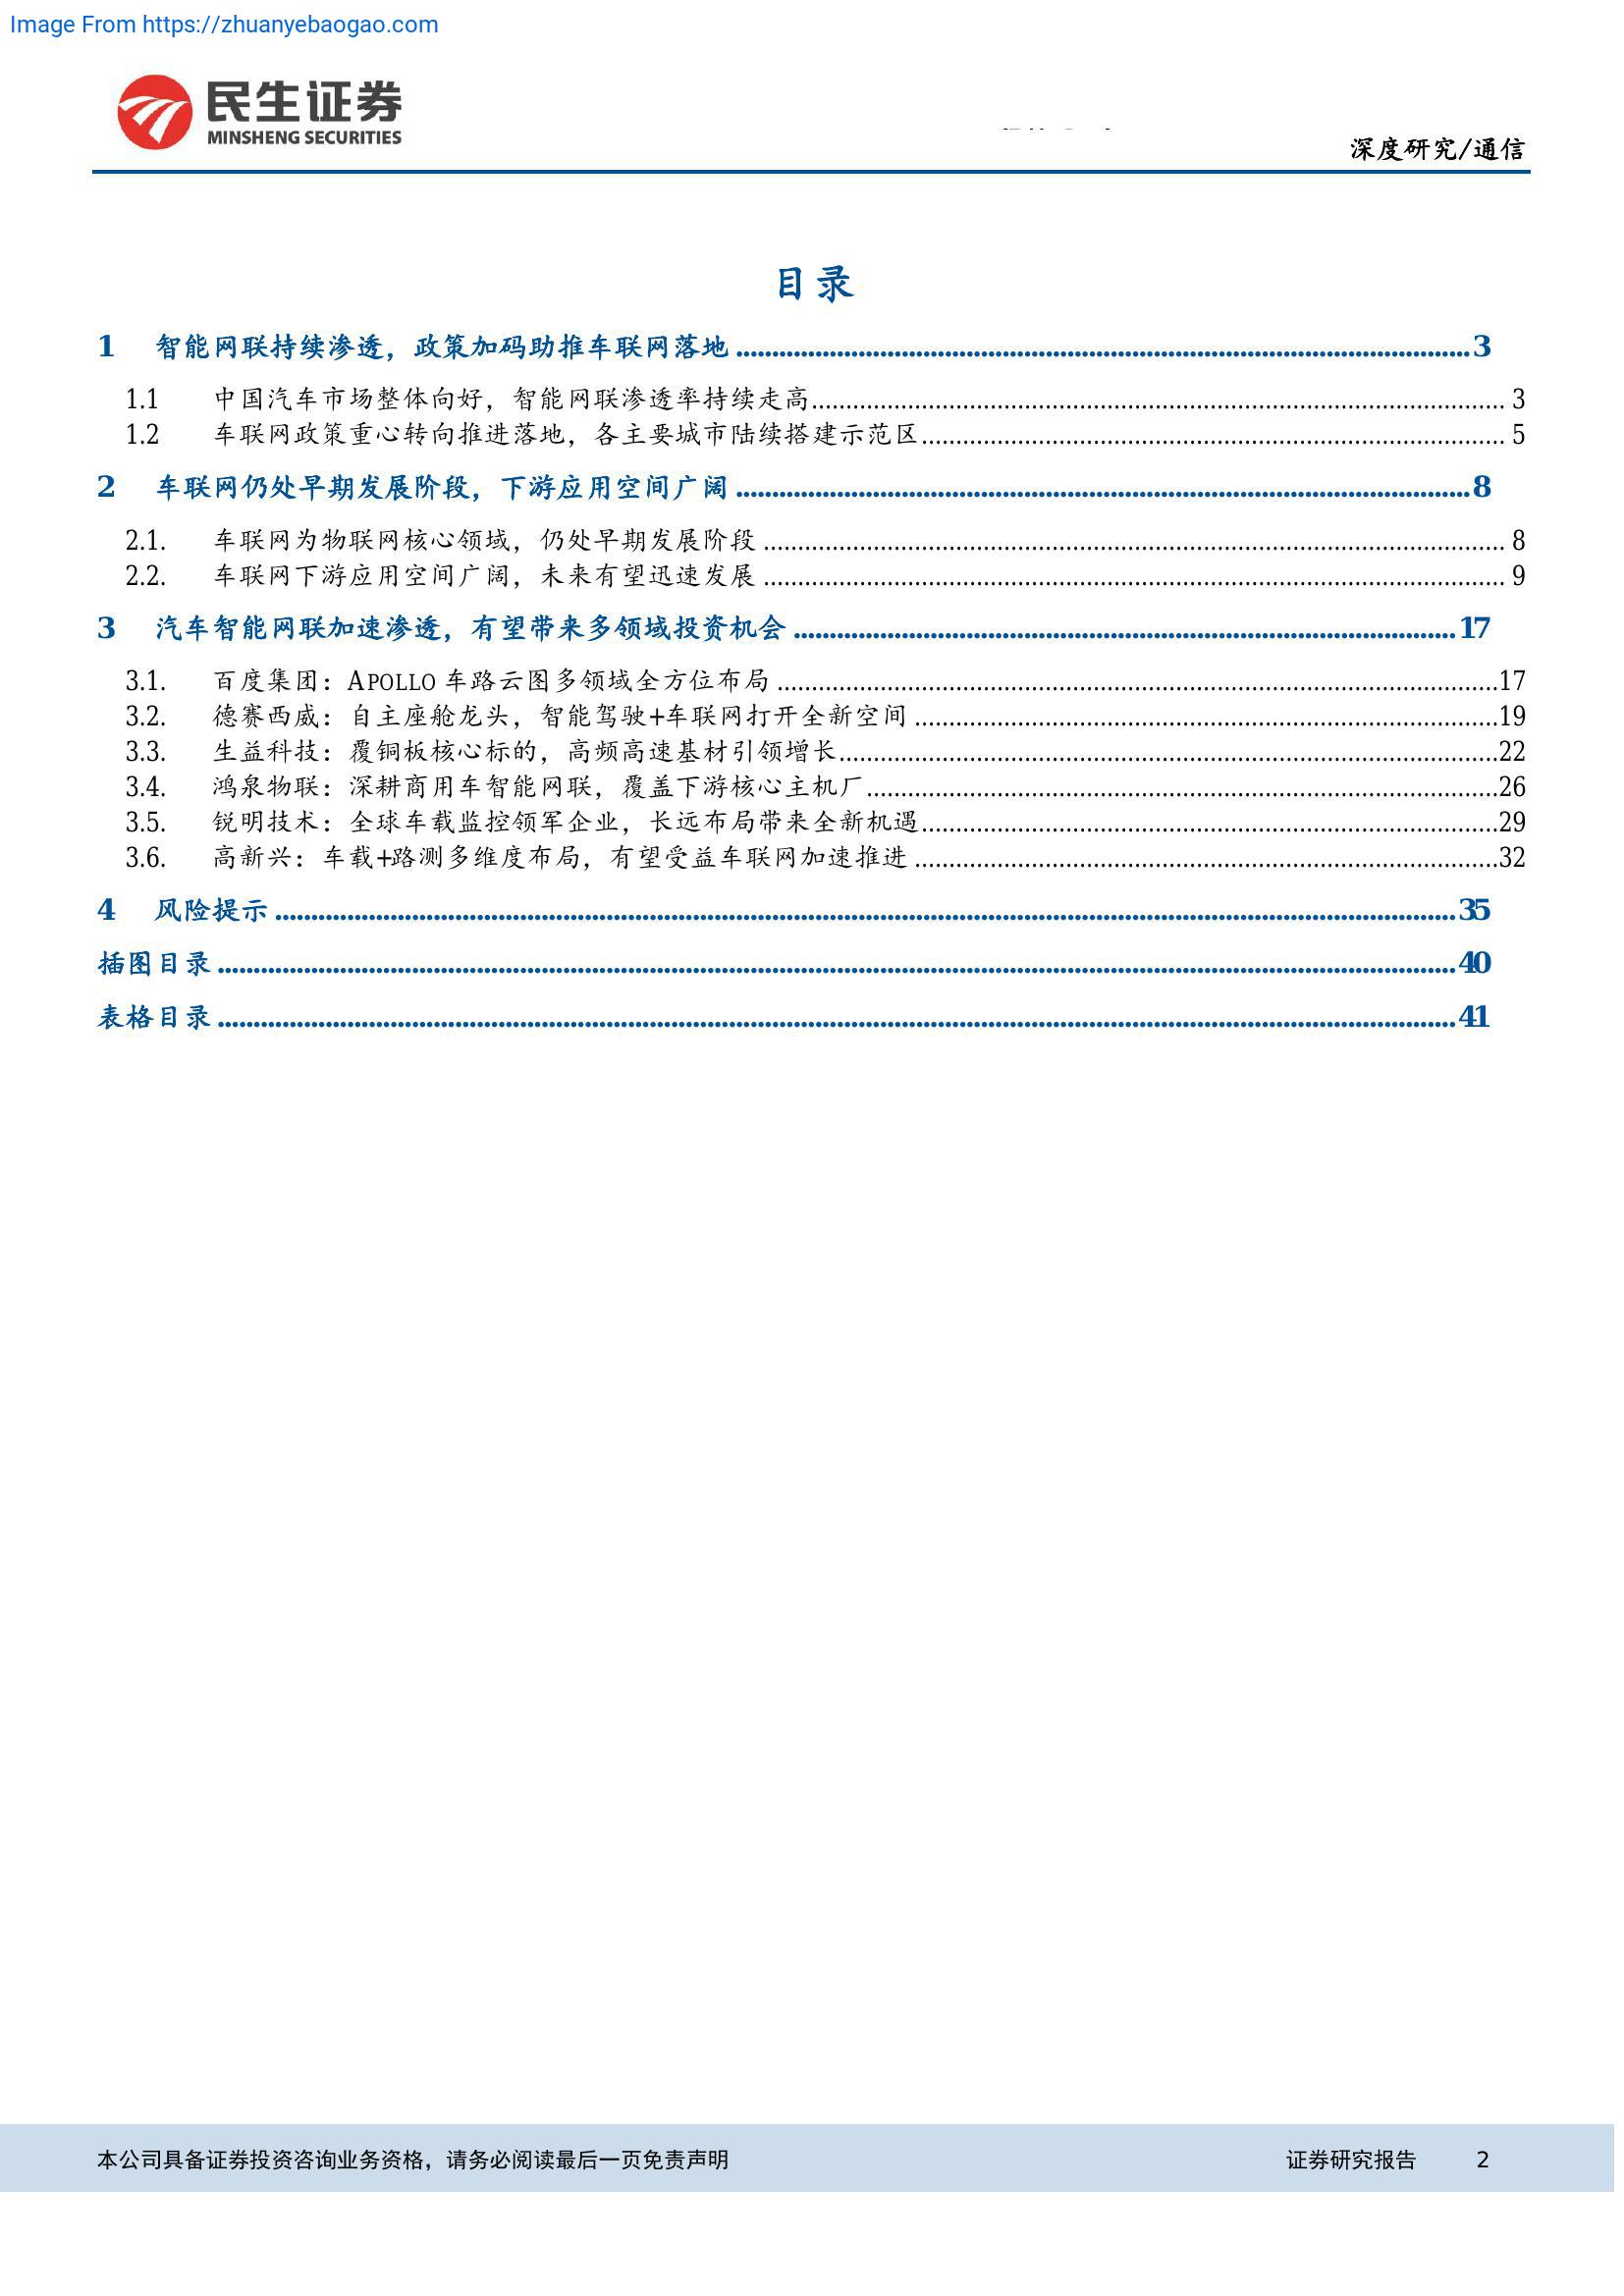 Image From https://zhuanyebaogao.com
民生证券
MINSHENG SECURITIES
深度研究/通信
目录
1 智能网联持续渗透，政策加码助推车联网落地 3
1.1 中国汽车市场整体向好，智能网联渗透率持续走高 3
1.2 车联网政策重心转向推进落地，各主要城市陆续搭建示范区 5
2 车联网仍处早期发展阶段，下游应用空间广阔 8
2.1. 车联网为物联网核心领域，仍处早期发展阶段 8
2.2. 车联网下游应用空间广阔，未来有望迅速发展 9
3 汽车智能网联加速渗透，有望带来多领域投资机会 17
3.1. 百度集团：APOLLO 车路云图多领域全方位布局 17
3.2. 德赛西威：自主座舱龙头，智能驾驶+车联网打开全新空间 19
3.3. 生益科技：覆铜板核心标的，高频高速基材引领增长 22
3.4. 鸿泉物联：深耕商用车智能网联，覆盖下游核心主机厂 26
3.5. 锐明技术：全球车载监控领军企业，长远布局带来全新机遇 29
3.6. 高新兴：车载+路测多维度布局，有望受益车联网加速推进 32
4 风险提示 35
插图目录 40
表格目录 41
本公司具备证券投资咨询业务资格，请务必阅读最后一页免责声明 证券研究报告 2